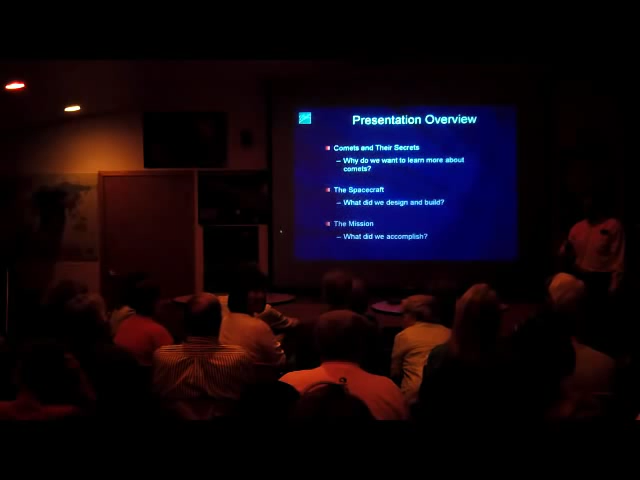 Presentation Overview
Comets and Their Secrets
– Why do we want to learn more about
comets?
The Spacecraft
– What did we design and build?
The Mission
– What did we accomplish?